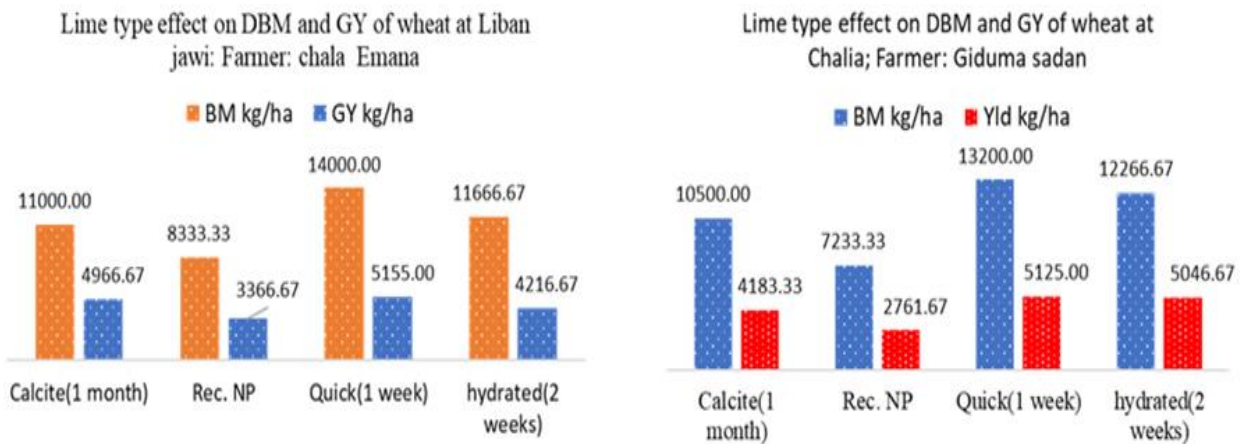 Lime type effect on DBM and GY of wheat at Liban
jawi: Farmer: chala Emana
BM kg/ha GY kg/ha
14000.00
11000.00
11666.67
8333.33
4966.67
3366.67
5155.00
4216.67
Calcite(1 month) Rec. NP Quick(1 week) hydrated(2
weeks)
Lime type effect on DBM and GY of wheat at
Chalia; Farmer: Giduma sadan
BM kg/ha Yld kg/ha
13200.00
12266.67
10500.00
7233.33
4183.33
2761.67
5125.00
5046.67
Calcite(1
month)
Rec. NP Quick(1 week) hydrated(2
weeks)